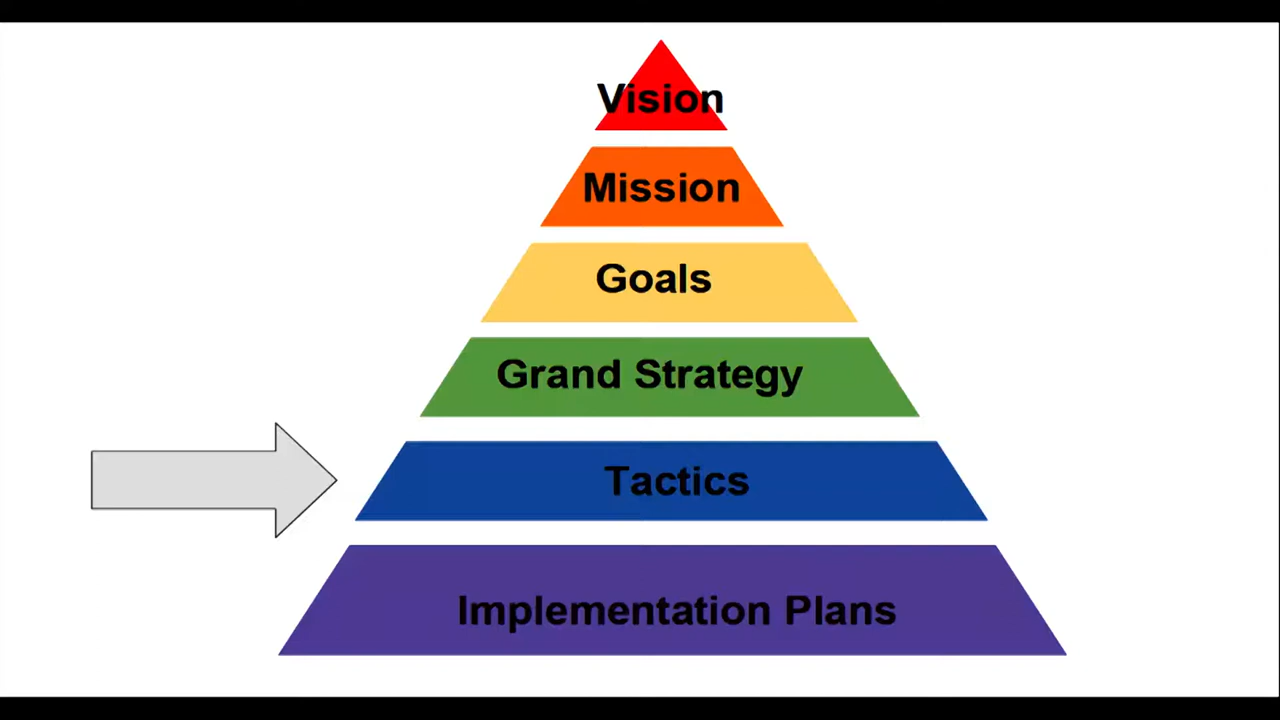 Vision
Mission
Goals
Grand Strategy
Tactics
Implementation Plans